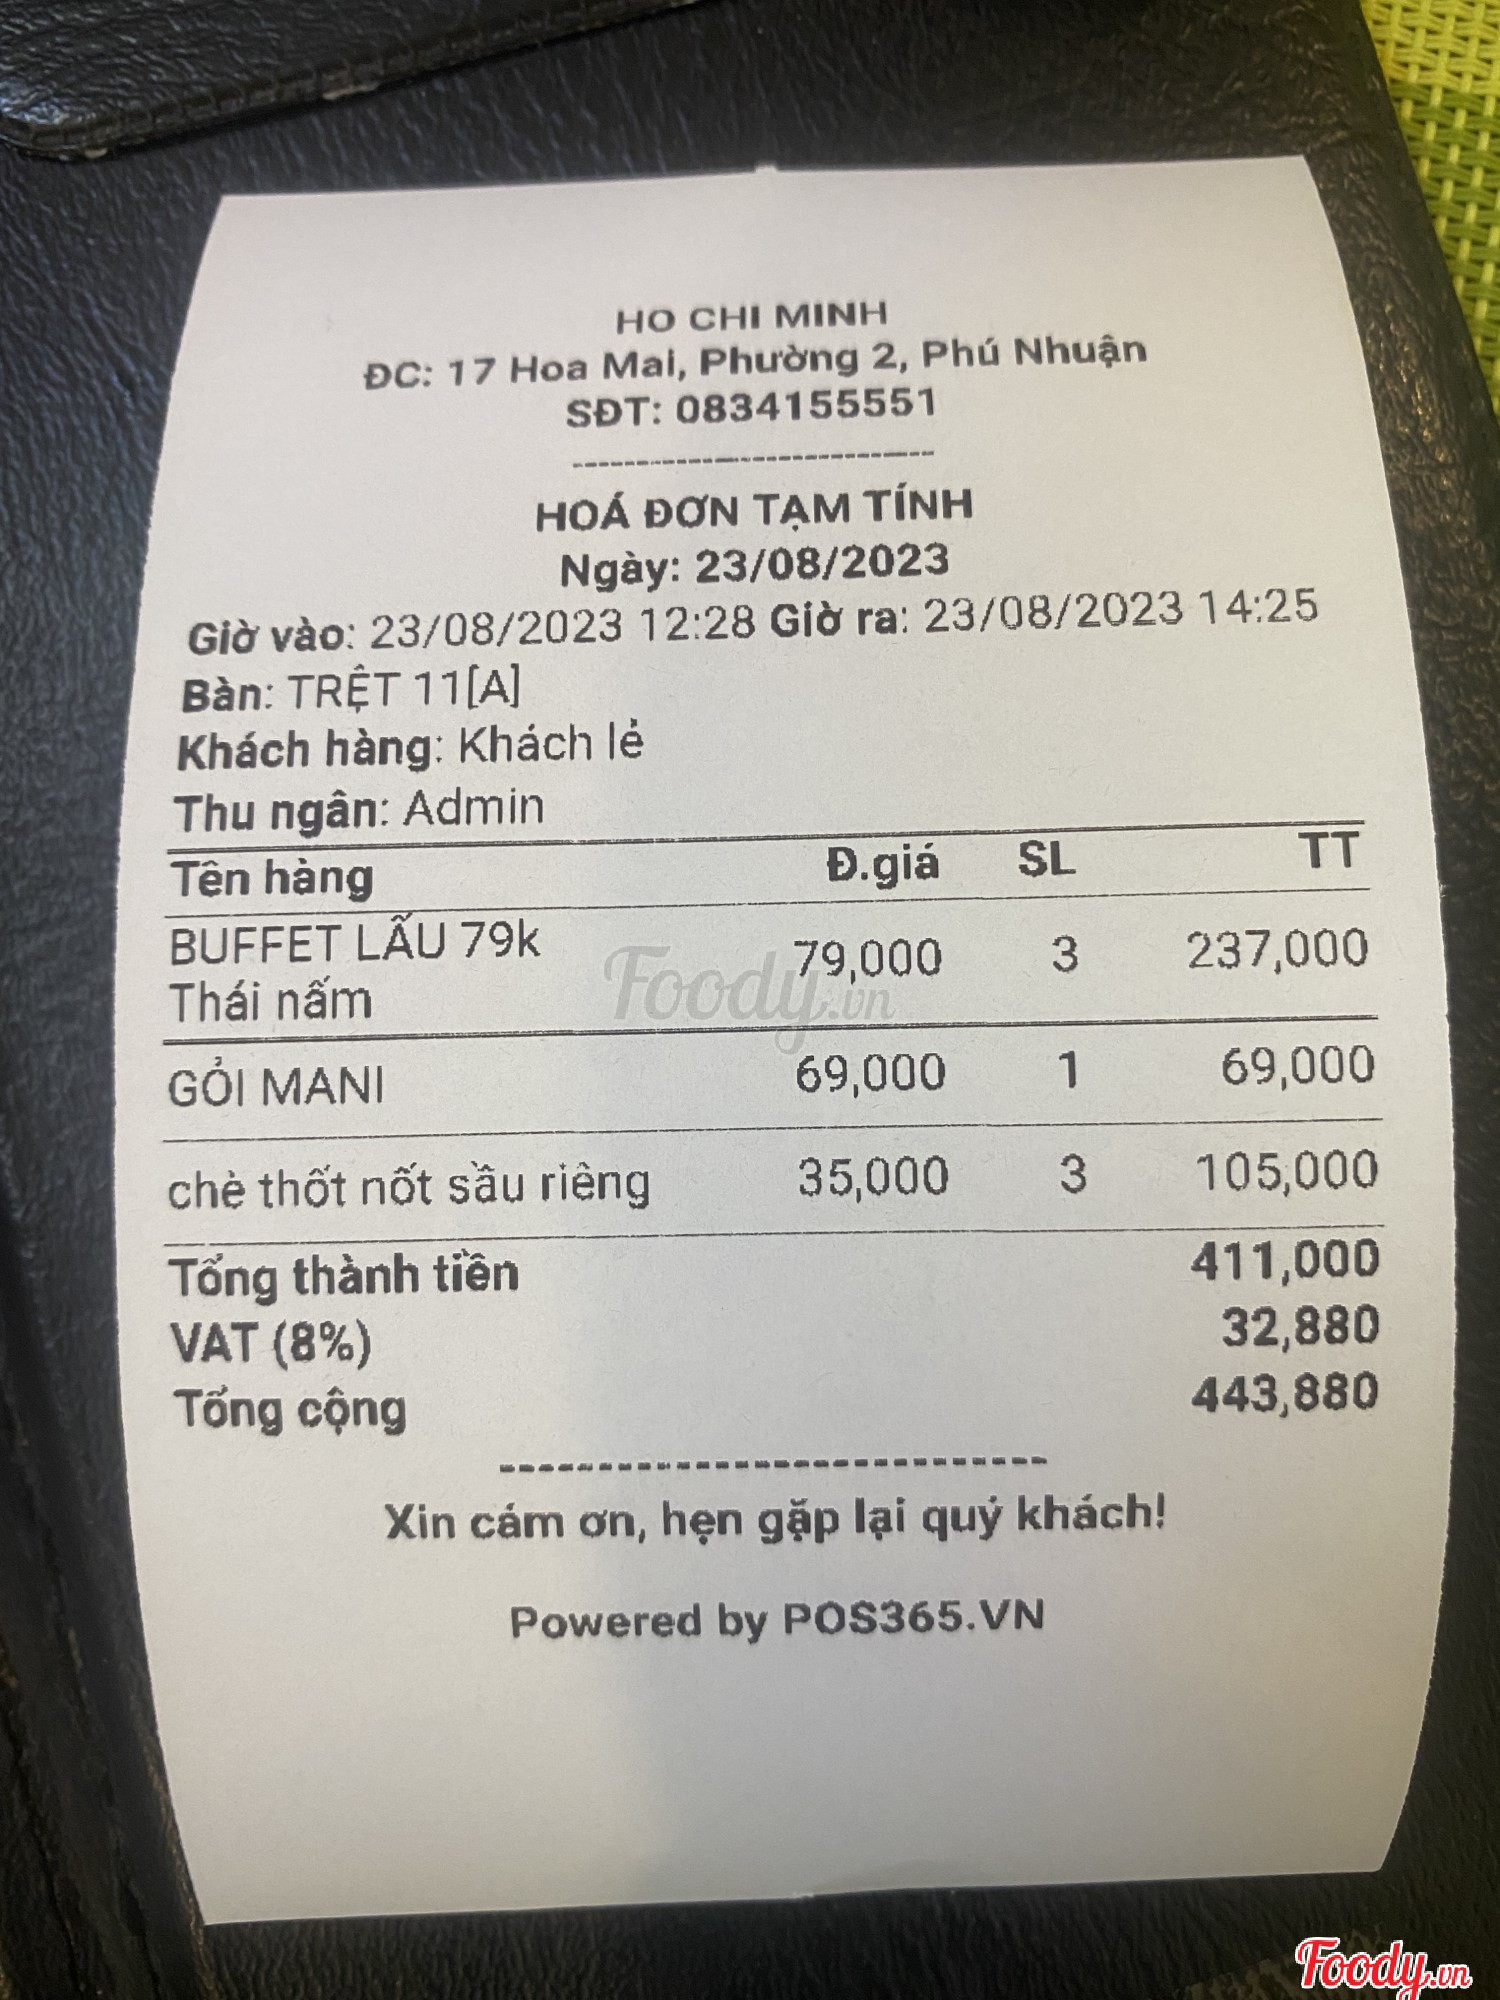 HO CHI MINH
ĐC: 17 Hoa Mai, Phường 2, Phú Nhuận
SĐT: 0834155551
----------------------------
HOÁ ĐƠN TẠM TÍNH
Ngày: 23/08/2023
Giờ vào: 23/08/2023 12:28 Giờ ra: 23/08/2023 14:25
Bàn: TRỆT 11[A]
Khách hàng: Khách lẻ
Thu ngân: Admin
Tên hàng Đ.giá SL TT
BUFFET LẨU 79k
Thái nấm 79,000 3 237,000
Foody.vn
GỎI MANI 69,000 1 69,000
chè thốt nốt sầu riêng 35,000 3 105,000
Tổng thành tiền 411,000
VAT (8%) 32,880
Tổng cộng 443,880
----------------------------
Xin cám ơn, hẹn gặp lại quý khách!
Powered by POS365.VN
Foody.vn